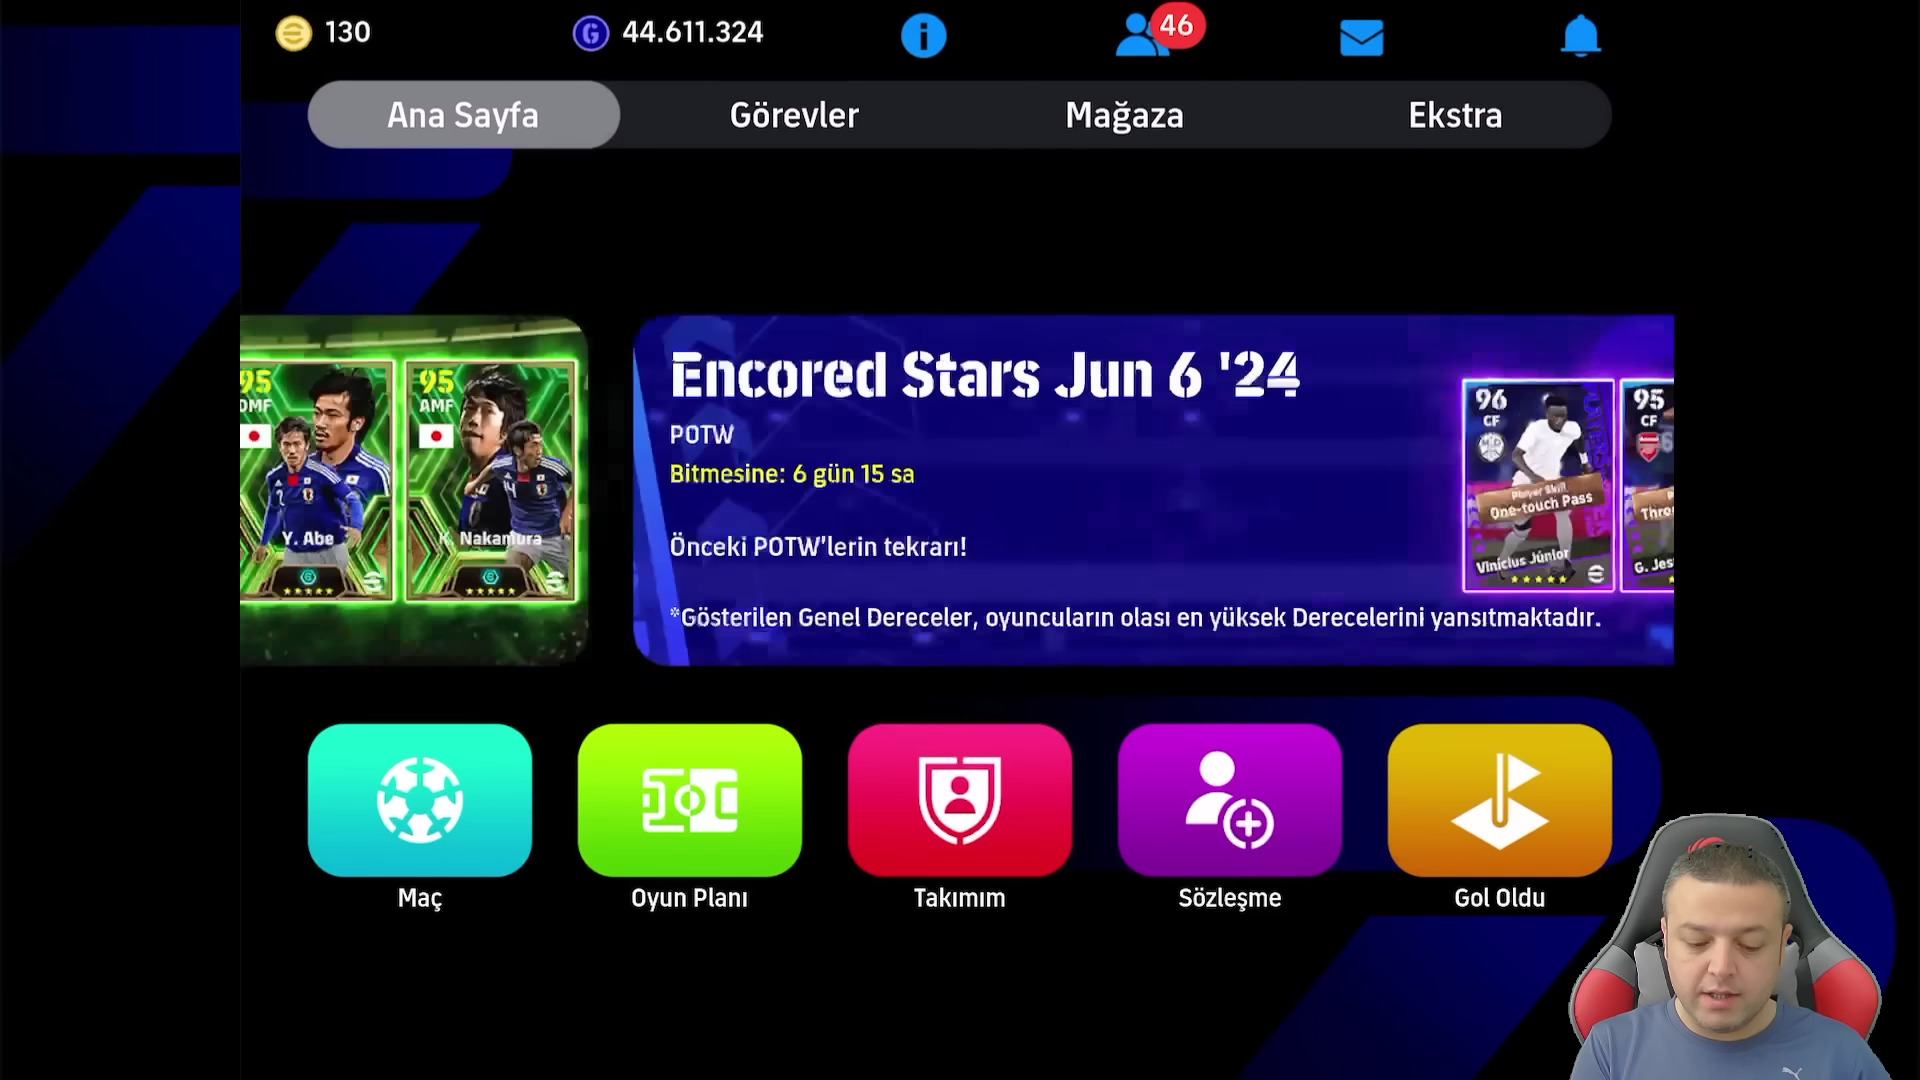 130
44.611.324
46
Ana Sayfa
Görevler
Mağaza
Ekstra
95
DMF
Y. Abe
95
AMF
K. Nakamura
Encored Stars Jun 6 '24
POTW
Bitmesine: 6 gün 15 sa
Önceki POTW'lerin tekrarı!
*Gösterilen Genel Dereceler, oyuncuların olası en yüksek Derecelerini yansıtmaktadır.
96
CF
Player Skill
One-touch Pass
Vinícius Júnior
95
CF
Maç
Oyun Planı
Takımım
Sözleşme
Gol Oldu